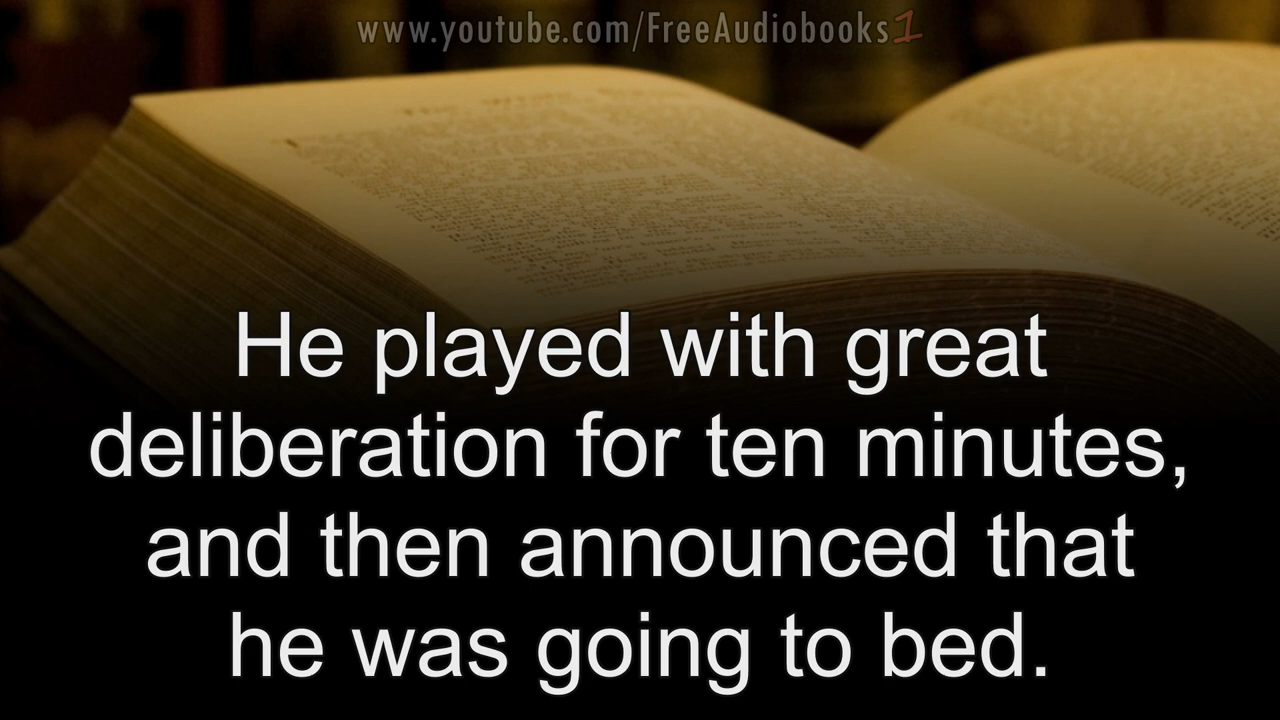 www.youtube.com/FreeAudiobooks1
He played with great
deliberation for ten minutes,
and then announced that
he was going to bed.